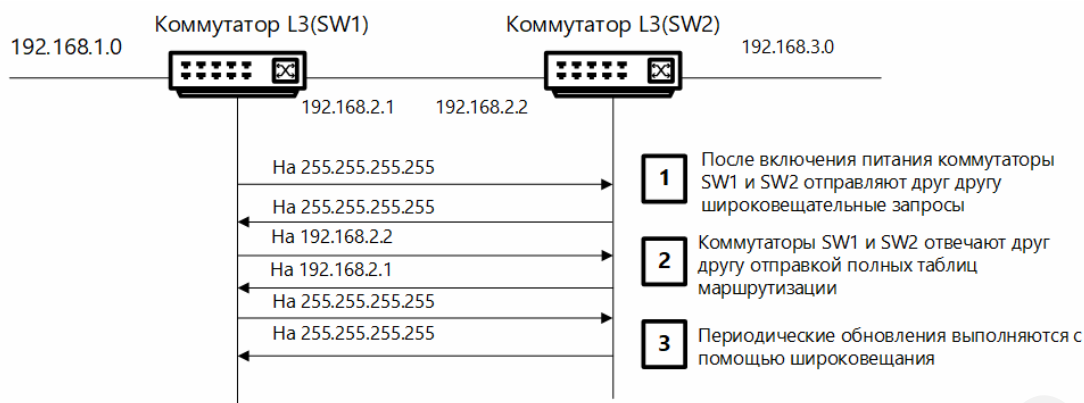 Коммутатор L3(SW1)
Коммутатор L3(SW2)
192.168.1.0
192.168.3.0
192.168.2.1
192.168.2.2
На 255.255.255.255
На 255.255.255.255
На 192.168.2.2
На 192.168.2.1
На 255.255.255.255
На 255.255.255.255
1
После включения питания коммутаторы
SW1 и SW2 отправляют друг другу
широковещательные запросы
2
Коммутаторы SW1 и SW2 отвечают друг
другу отправкой полных таблиц
маршрутизации
3
Периодические обновления выполняются с
помощью широковещания